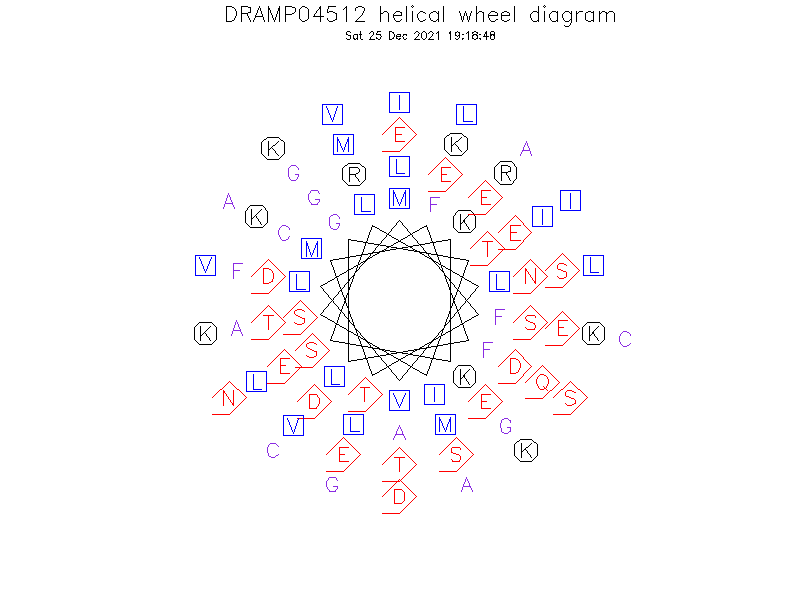 DRAMP04512 helical wheel diagram
Sat 25 Dec 2021 19:18:48
I
V L
E
K M K A
G R L E R
A G L M F E I
K G K I
C M T E
V F D L L N S L
K A T S F S E K
C
E S F D
L L K Q
N D T V I E S
V L M G
A
C E S K
T
G A
D